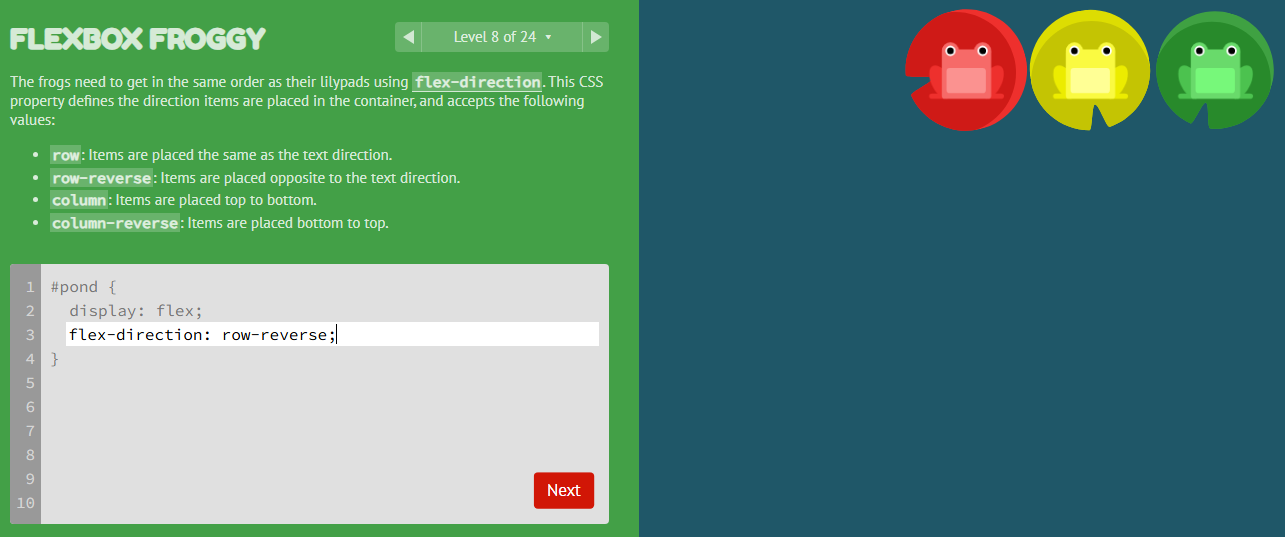 FLEXBOX FROGGY
◀ Level 8 of 24 ▾ ▶
The frogs need to get in the same order as their lilypads using flex-direction. This CSS
property defines the direction items are placed in the container, and accepts the following
values:
• row: Items are placed the same as the text direction.
• row-reverse: Items are placed opposite to the text direction.
• column: Items are placed top to bottom.
• column-reverse: Items are placed bottom to top.
1 #pond {
2 display: flex;
3 flex-direction: row-reverse;
4 }
5
6
7
8
9
10
Next